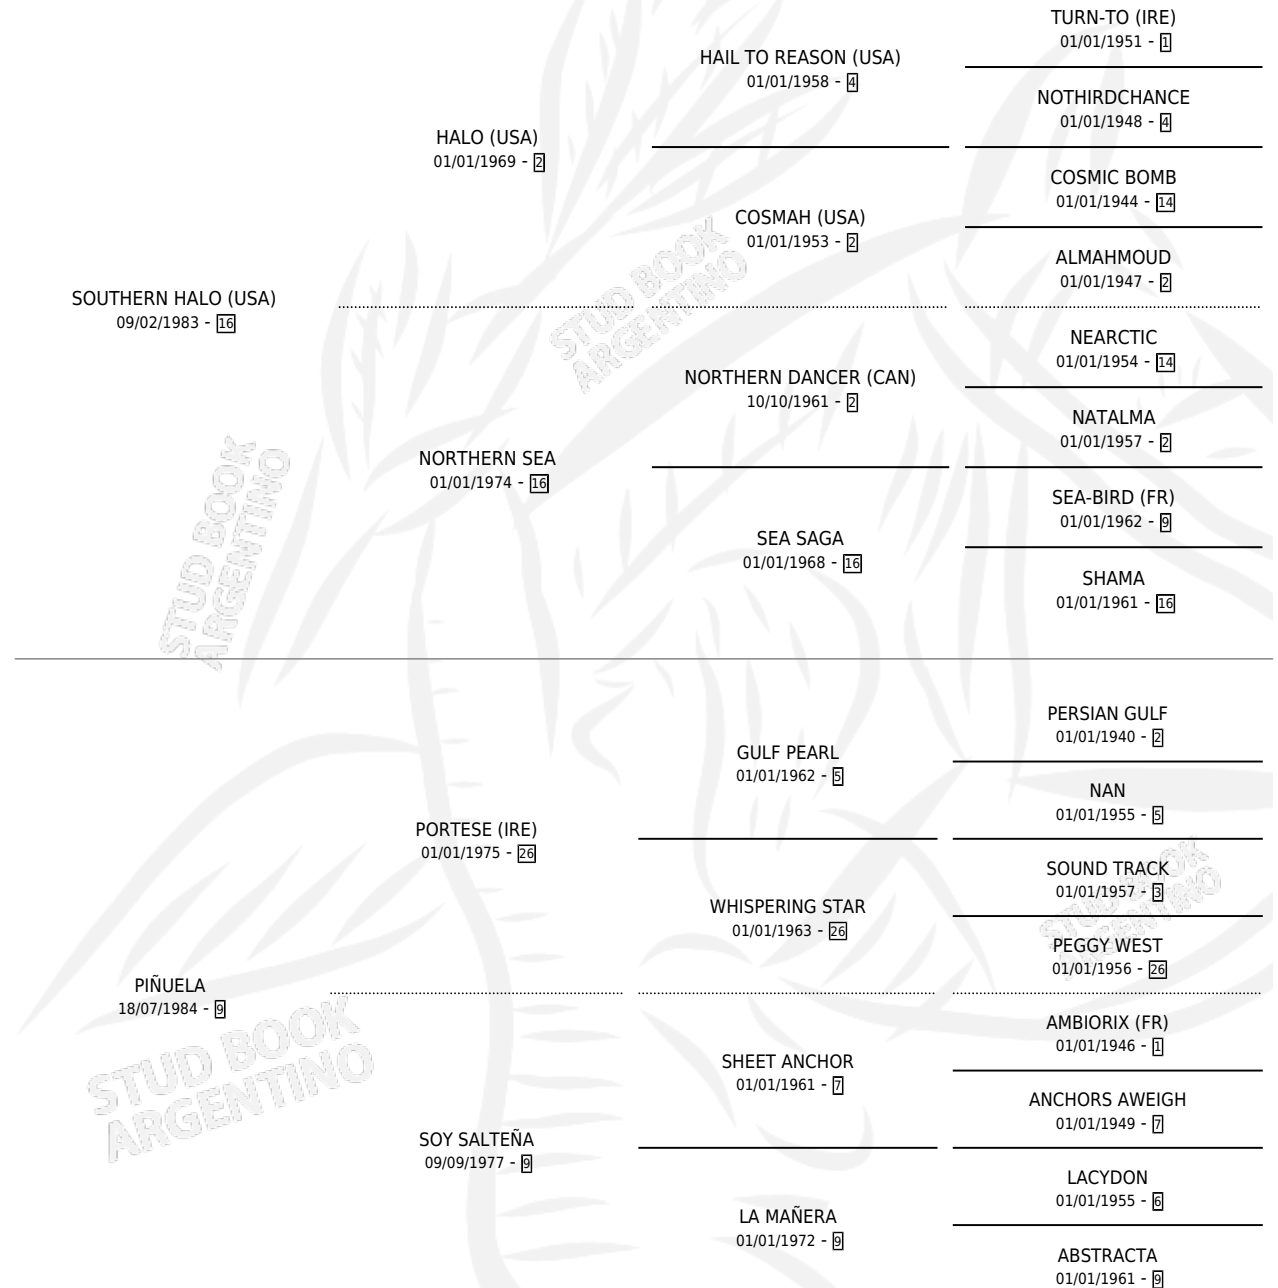 TURN-TO (IRE)
01/01/1951 - 1
HAIL TO REASON (USA)
01/01/1958 - 4
NOTHIRDCHANCE
01/01/1948 - 4
HALO (USA)
01/01/1969 - 2
COSMIC BOMB
01/01/1944 - 14
COSMAH (USA)
01/01/1953 - 2
ALMAHMOUD
01/01/1947 - 2
SOUTHERN HALO (USA)
09/02/1983 - 16
NEARCTIC
01/01/1954 - 14
NORTHERN DANCER (CAN)
10/10/1961 - 2
NATALMA
01/01/1957 - 2
NORTHERN SEA
01/01/1974 - 16
SEA-BIRD (FR)
01/01/1962 - 9
SEA SAGA
01/01/1968 - 16
SHAMA
01/01/1961 - 16
PERSIAN GULF
01/01/1940 - 2
GULF PEARL
01/01/1962 - 5
NAN
01/01/1955 - 5
PORTESE (IRE)
01/01/1975 - 26
SOUND TRACK
01/01/1957 - 3
WHISPERING STAR
01/01/1963 - 26
PEGGY WEST
01/01/1956 - 26
PIÑUELA
18/07/1984 - 9
AMBIORIX (FR)
01/01/1946 - 1
SHEET ANCHOR
01/01/1961 - 7
ANCHORS AWEIGH
01/01/1949 - 7
SOY SALTEÑA
09/09/1977 - 9
LACYDON
01/01/1955 - 6
LA MAÑERA
01/01/1972 - 9
ABSTRACTA
01/01/1961 - 9
STUD BOOK
ARGENTINO
STUD BOOK
ARGENTINO
STUD BOOK
ARGENTINO
STUD BOOK
ARGENTINO